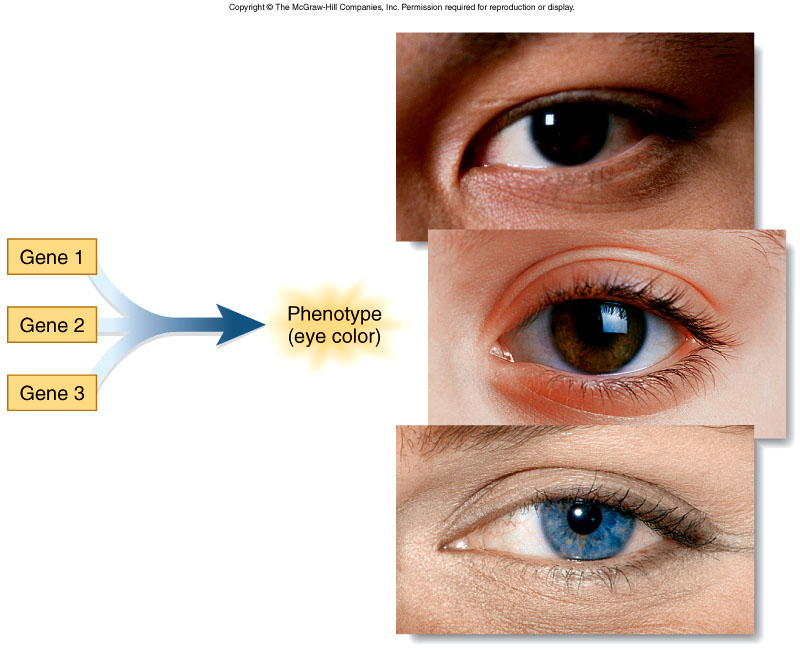 Copyright © The McGraw-Hill Companies, Inc. Permission required for reproduction or display.
Gene 1
Gene 2
Gene 3
Phenotype
(eye color)